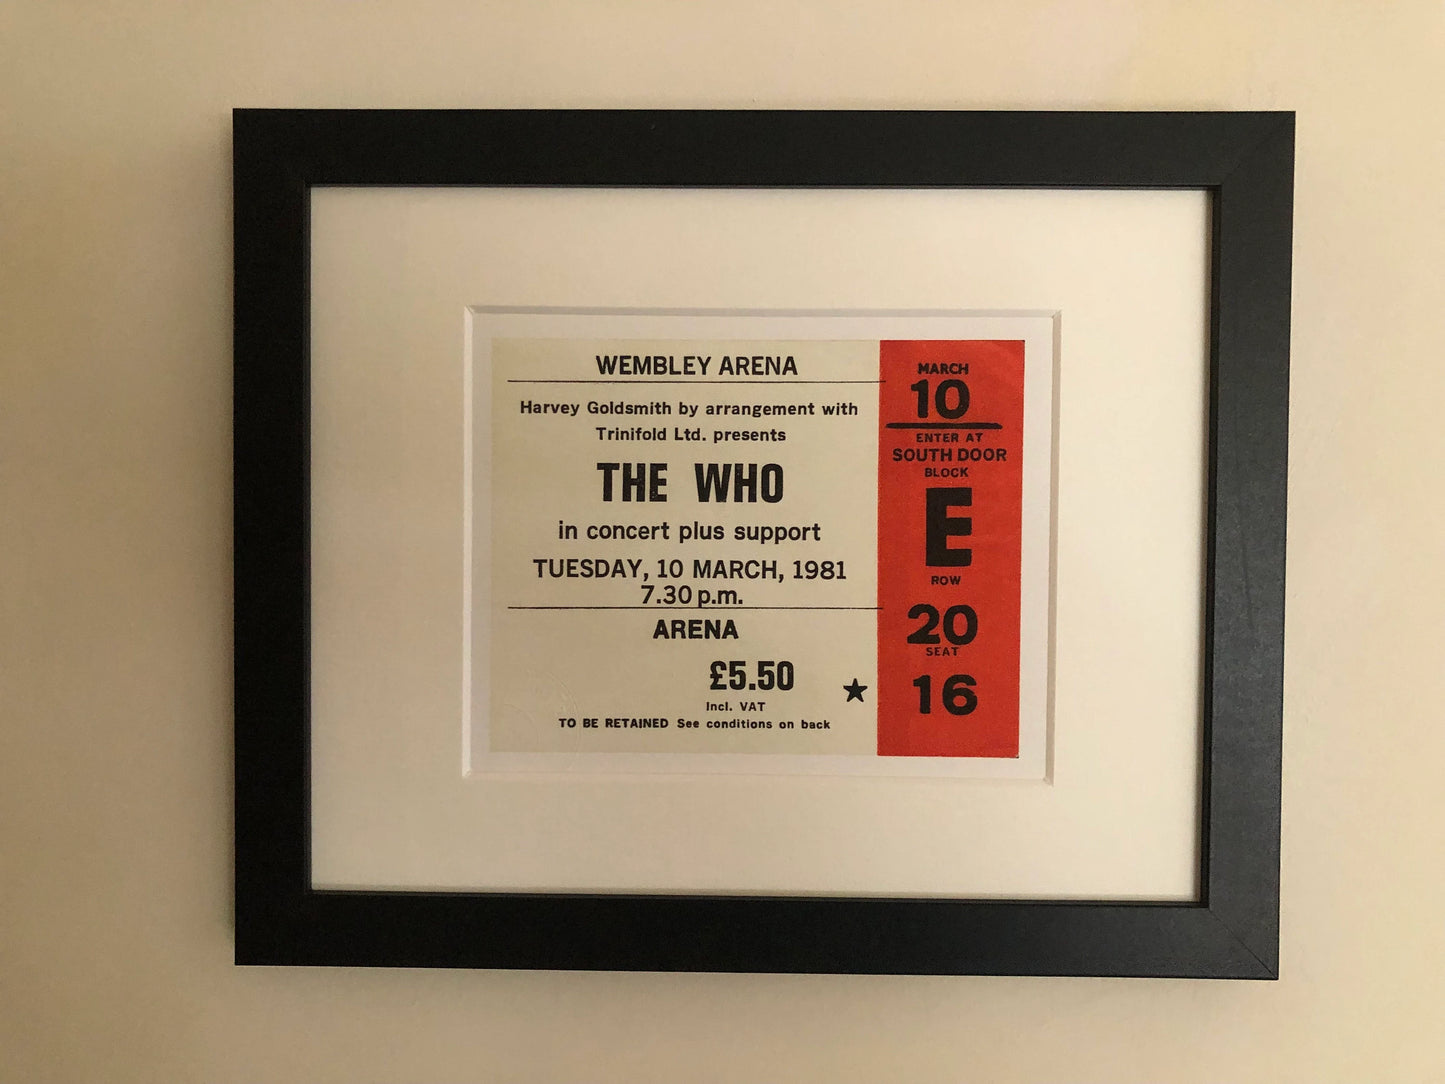 WEMBLEY ARENA
Harvey Goldsmith by arrangement with
Trinifold Ltd. presents
THE WHO
in concert plus support
TUESDAY, 10 MARCH, 1981
7.30 p.m.
ARENA
£5.50
Incl. VAT
TO BE RETAINED See conditions on back
MARCH
10
ENTER AT
SOUTH DOOR
BLOCK
E
ROW
20
SEAT
16